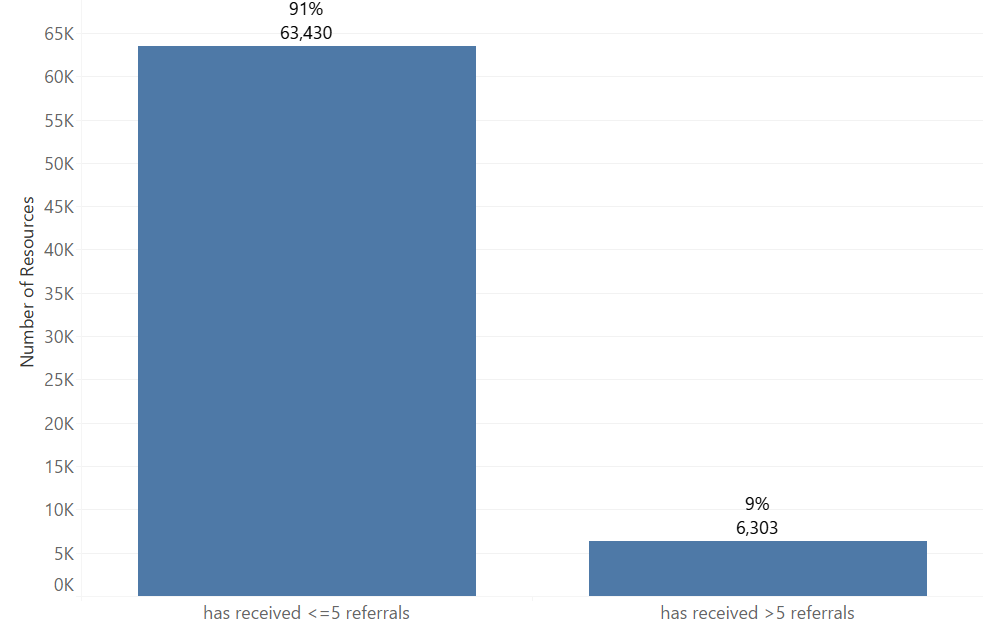 91%
63,430
65K
60K
55K
50K
45K
40K
35K
30K
25K
20K
15K
10K
5K
0K
Number of Resources
9%
6,303
has received <=5 referrals
has received >5 referrals